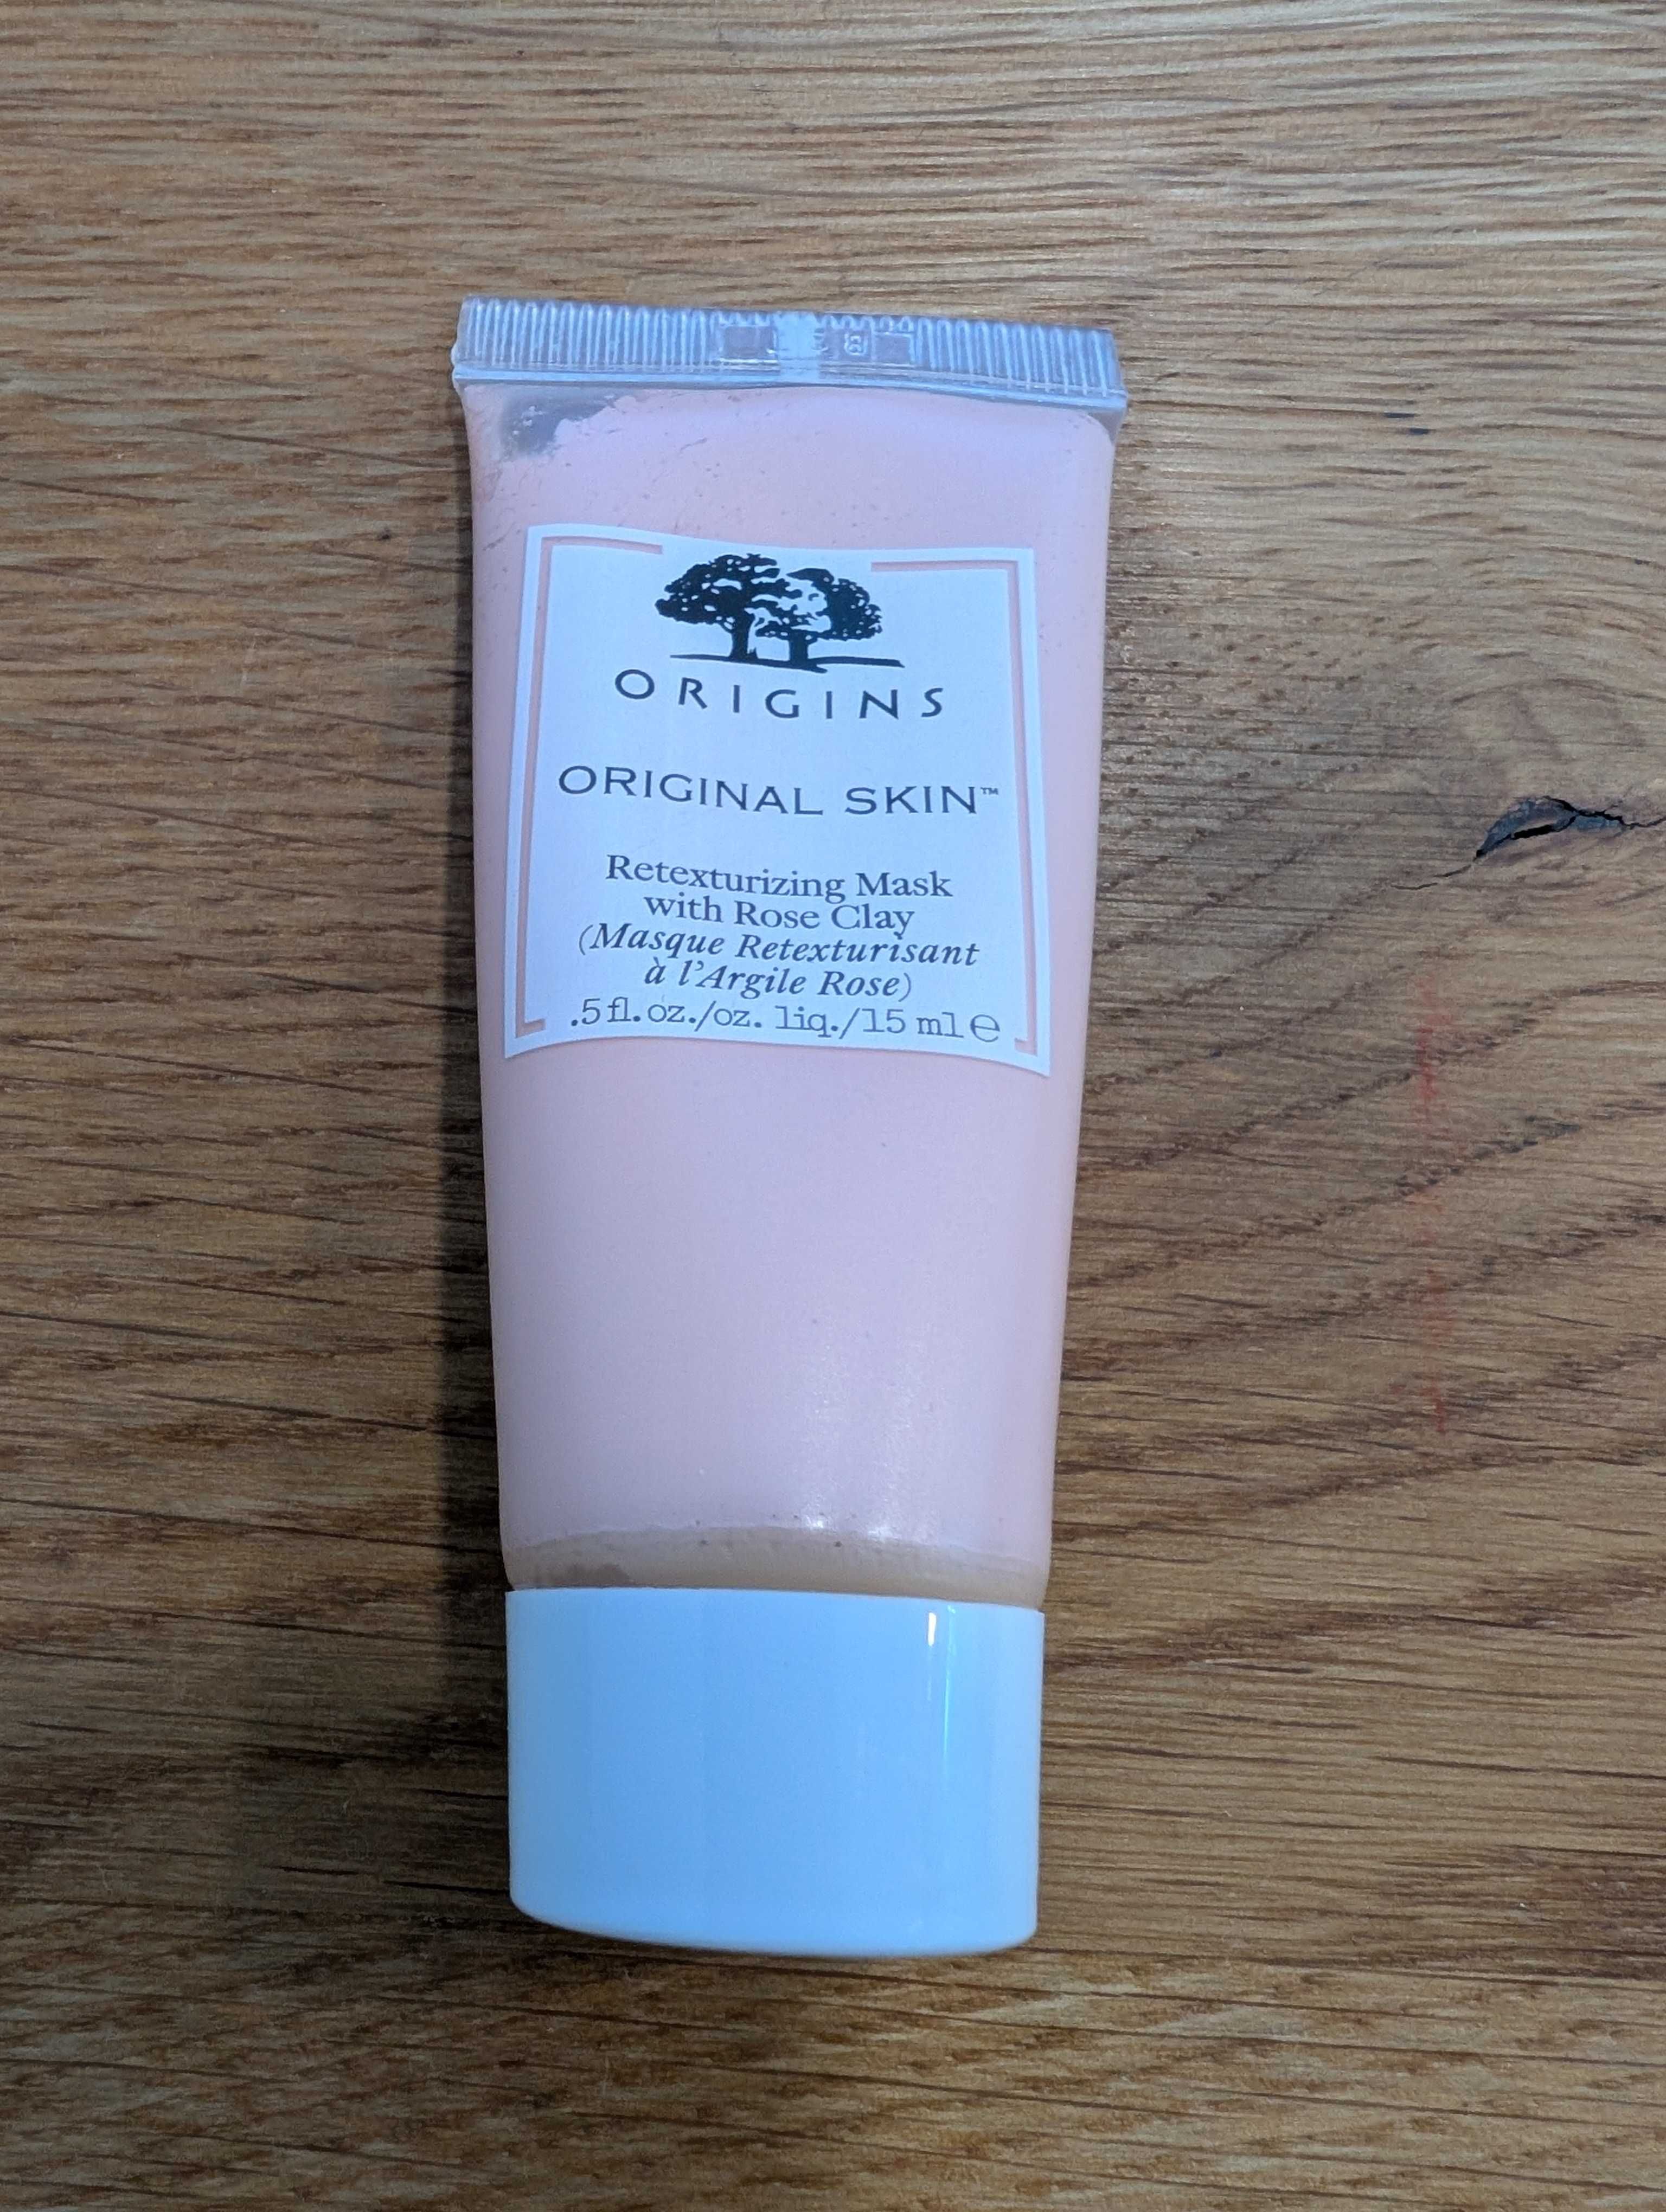 ORIGINS
ORIGINAL SKIN™
Retexturizing Mask
with Rose Clay
(Masque Retexturisant
à l'Argile Rose)
.5 fl. oz./oz. liq./15 ml ℮